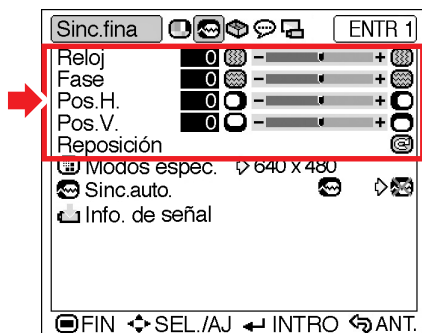 Sinc.fina ENTR 1
Reloj 0 - +
Fase 0 - +
Pos.H. 0 - +
Pos.V. 0 - +
Reposición
Modos espec. 640 x 480
Sinc.auto.
Info. de señal
FIN SEL./AJ INTRO ANT.